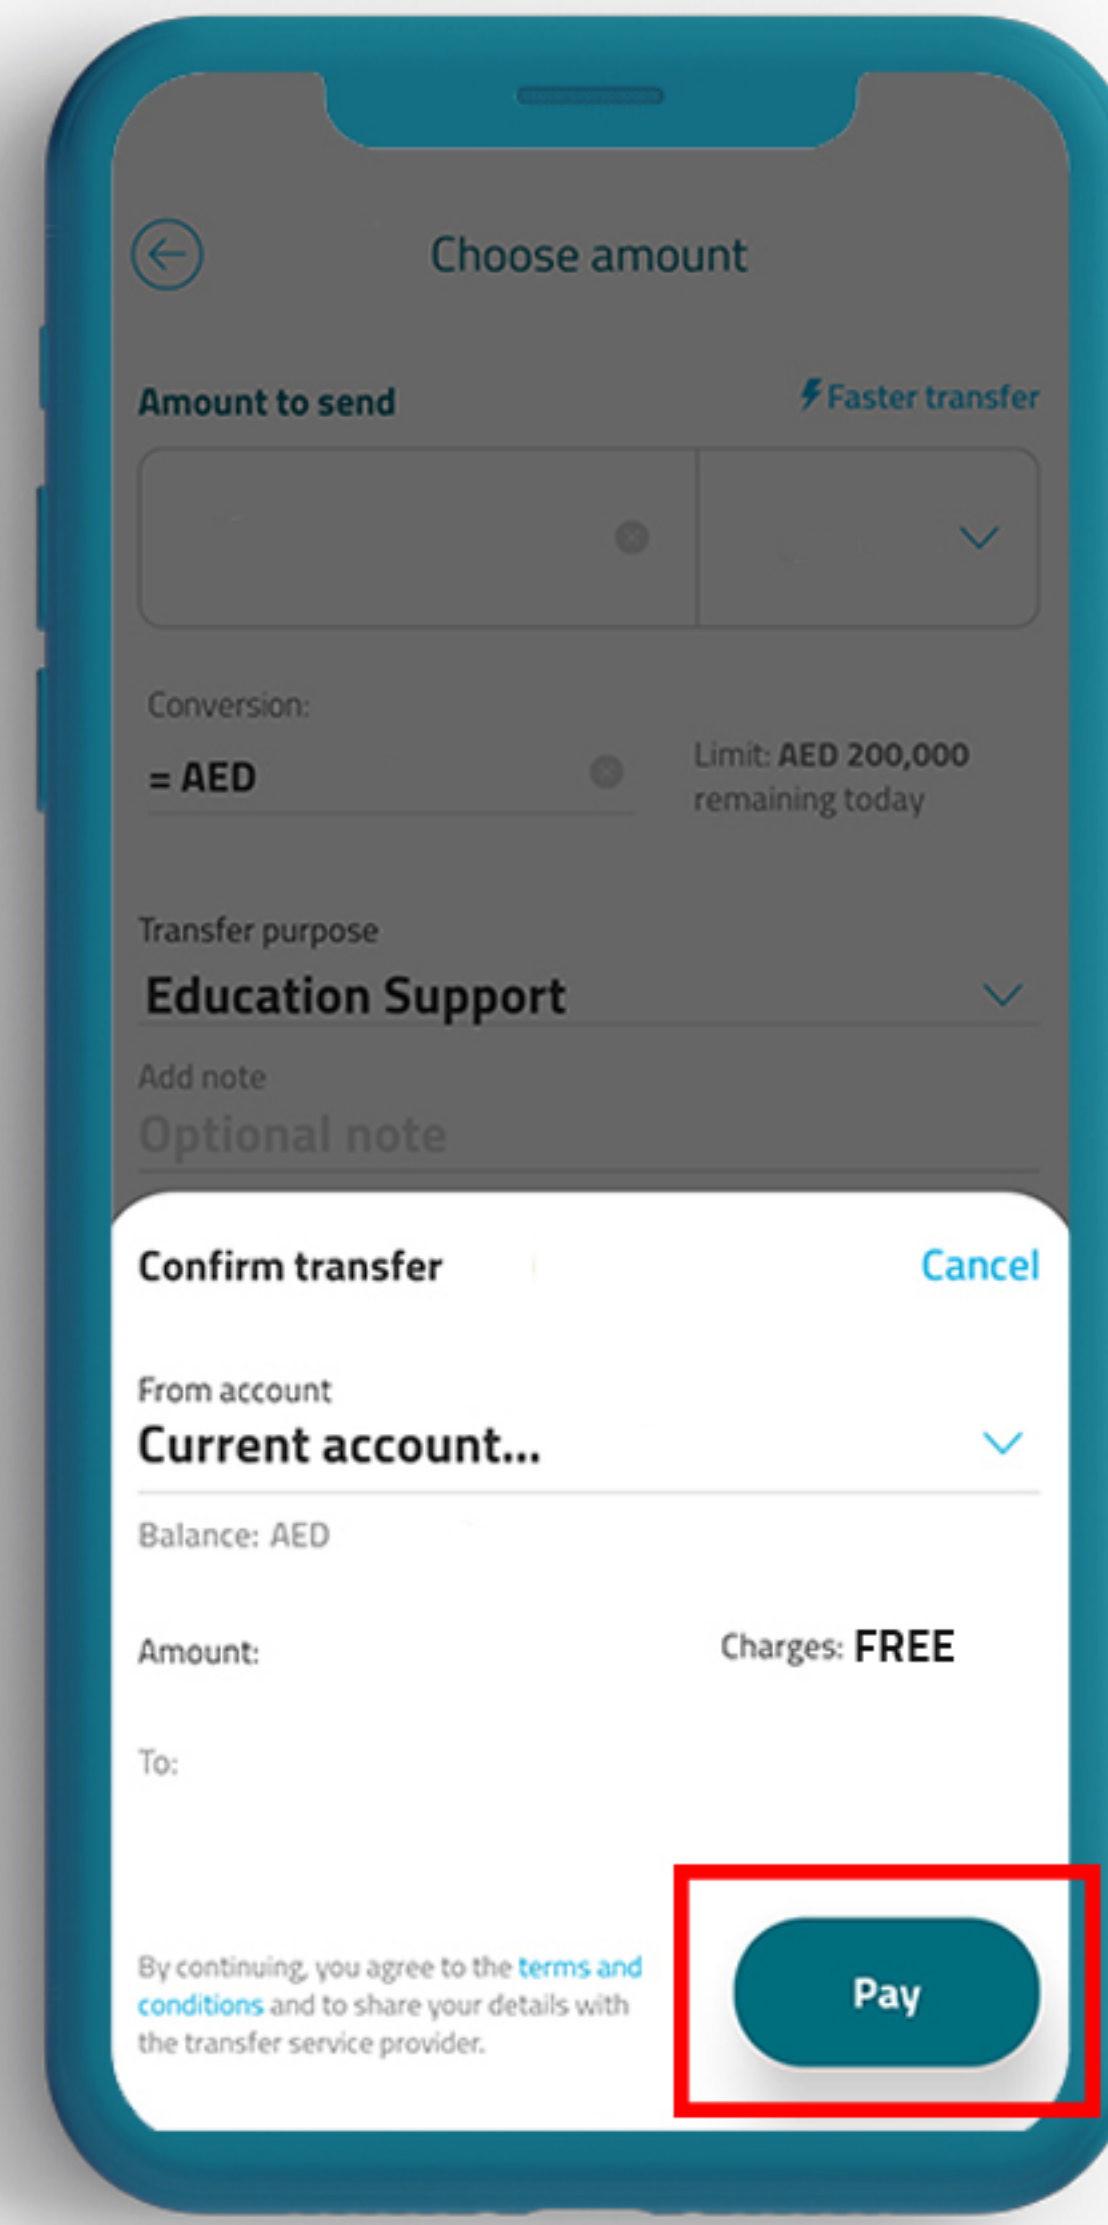 Choose amount
Amount to send
Faster transfer
Conversion:
= AED
Limit: AED 200,000
remaining today
Transfer purpose
Education Support
Add note
Optional note
Confirm transfer
Cancel
From account
Current account...
Balance: AED
Amount:
Charges: FREE
To:
By continuing, you agree to the terms and
conditions and to share your details with
the transfer service provider.
Pay